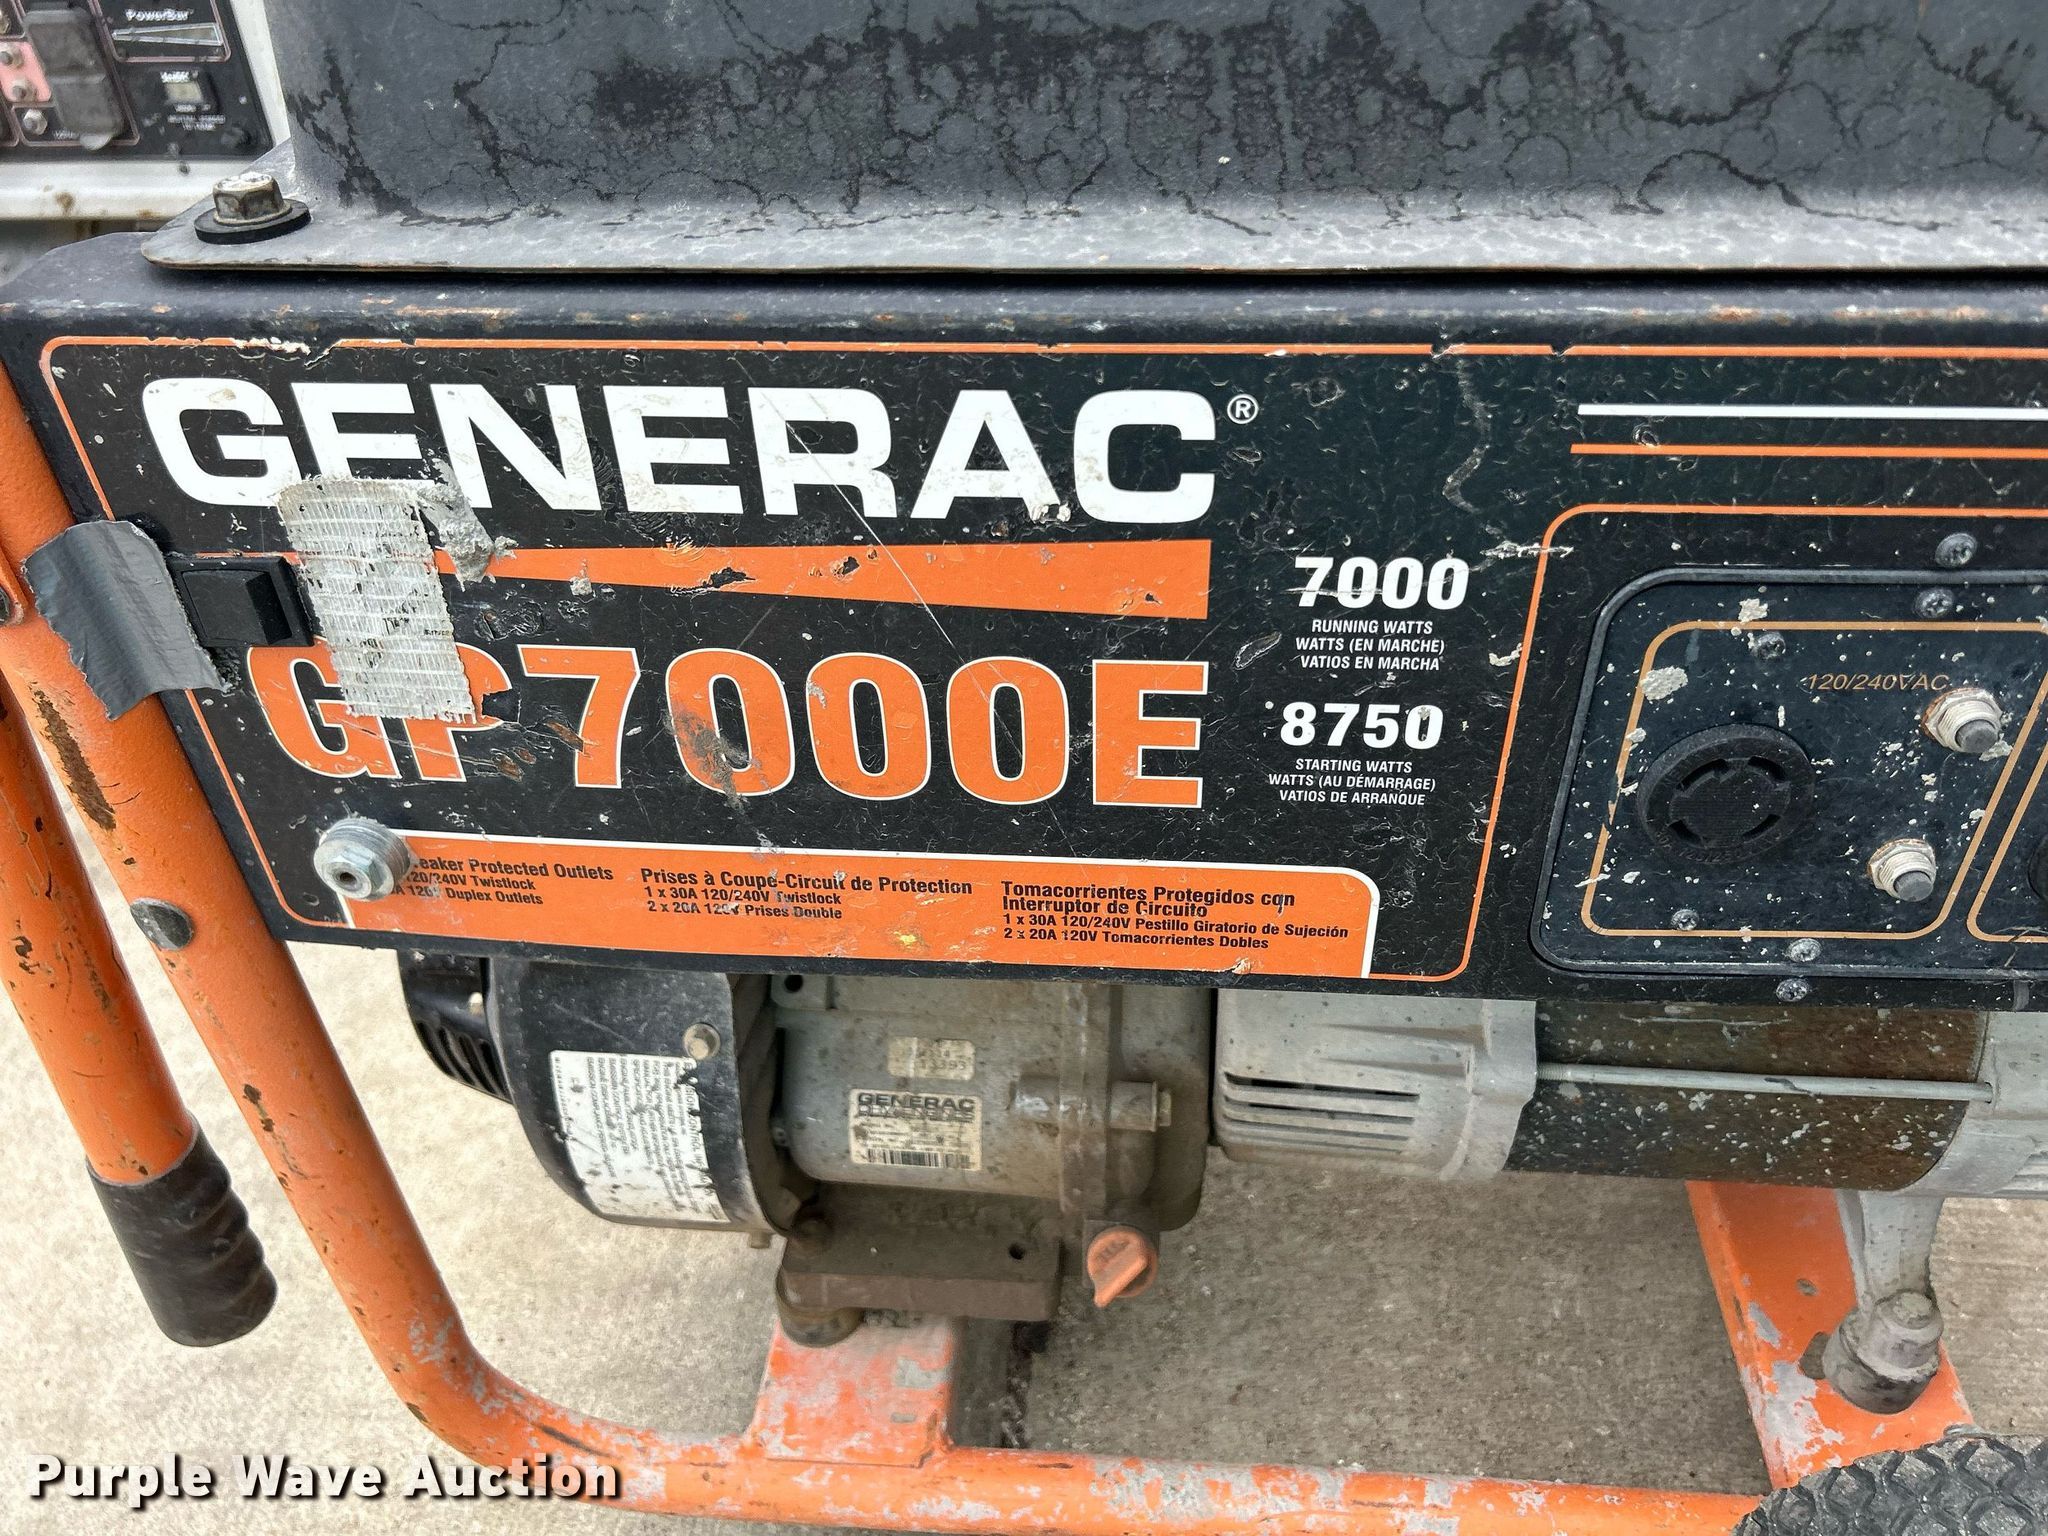 PowerBar
GENERAC®
GP7000E
7000
RUNNING WATTS
WATTS (EN MARCHE)
VATIOS EN MARCHA
8750
STARTING WATTS
WATTS (AU DÉMARRAGE)
VATIOS DE ARRANQUE
120/240VAC
eaker Protected Outlets
120/240V Twistlock
A 120V Duplex Outlets
Prises à Coupe-Circuit de Protection
1 x 30A 120/240V Twistlock
2 x 20A 120V Prises Double
Tomacorrientes Protegidos con
Interruptor de Circuito
1 x 30A 120/240V Pestillo Giratorio de Sujeción
2 x 20A 120V Tomacorrientes Dobles
GENERAC
Purple Wave Auction